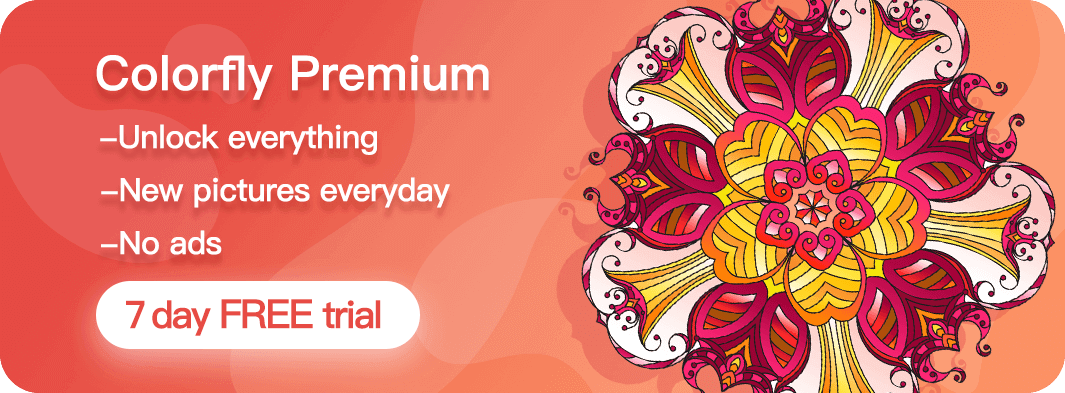 Colorfly Premium
–Unlock everything
–New pictures everyday
–No ads
7 day FREE trial